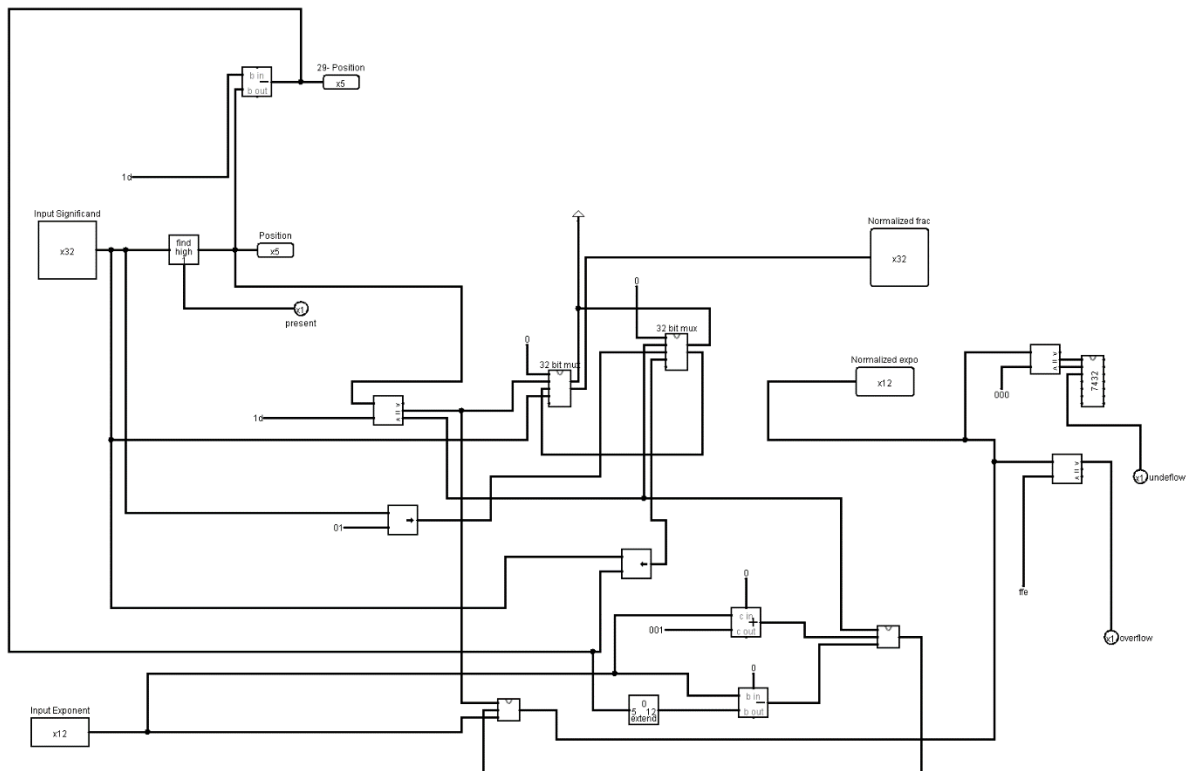 29- Position
b in
b out
x5
1d
Input Significand
x32
find
high
1
Position
x5
x1
present
Normalized frac
x32
0
32 bit mux
0
32 bit mux
Normalized expo
x12
> = <
000
7432
> = <
1d
> = <
x1 undeflow
01
ffe
0
c in
+
c out
001
x1 overflow
0
b in
b out
0
5 12
extend
Input Exponent
x12